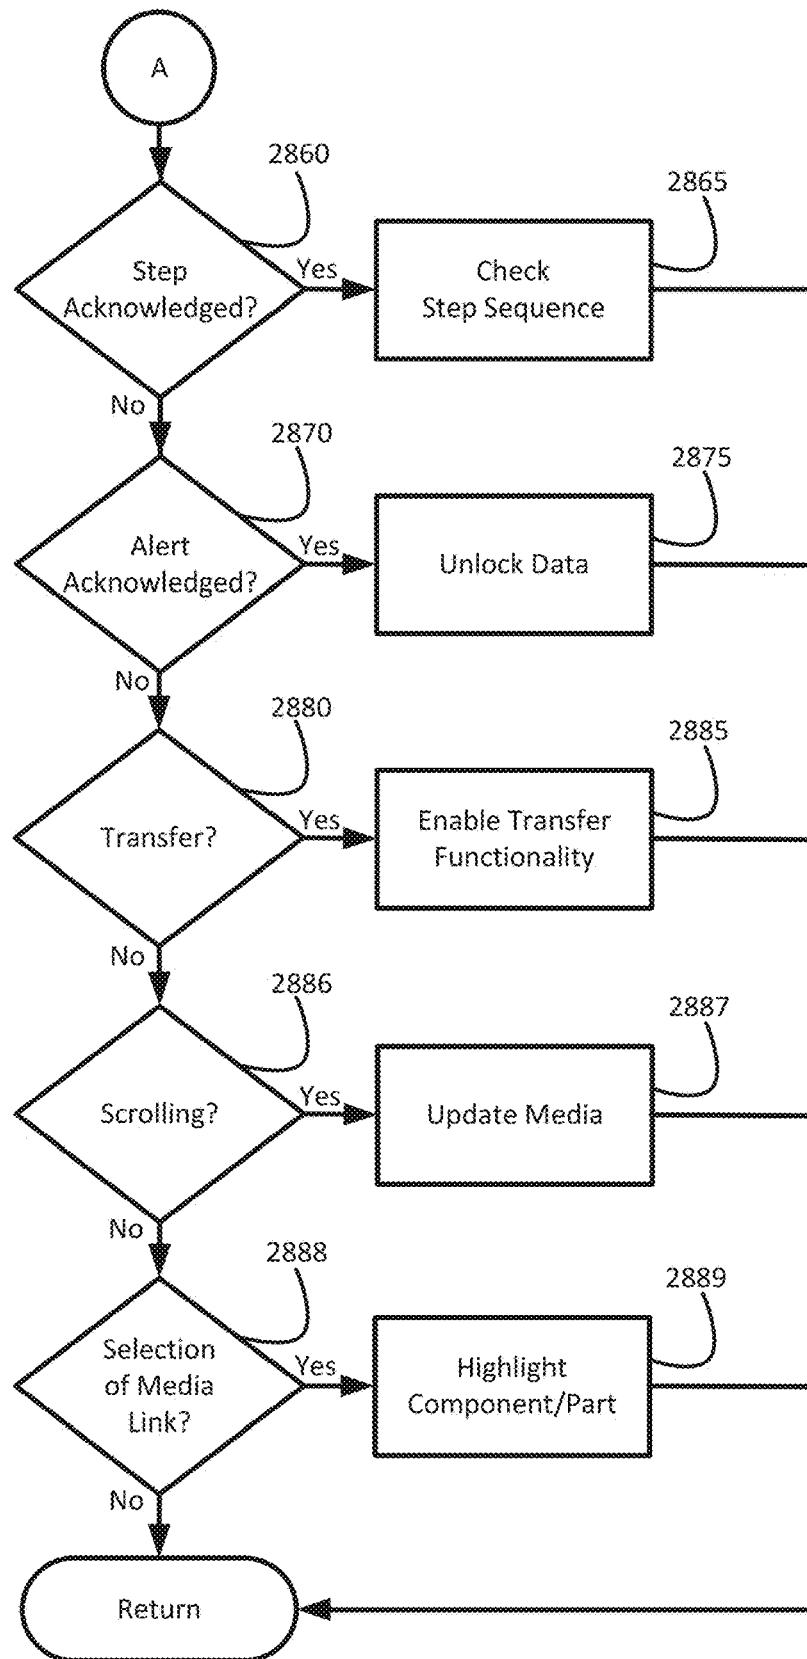 A
2860
2865
Step
Acknowledged?
Yes
Check
Step Sequence
No
2870
2875
Alert
Acknowledged?
Yes
Unlock Data
No
2880
2885
Transfer?
Yes
Enable Transfer
Functionality
No
2886
2887
Scrolling?
Yes
Update Media
No
2888
2889
Selection
of Media
Link?
Yes
Highlight
Component/Part
No
Return